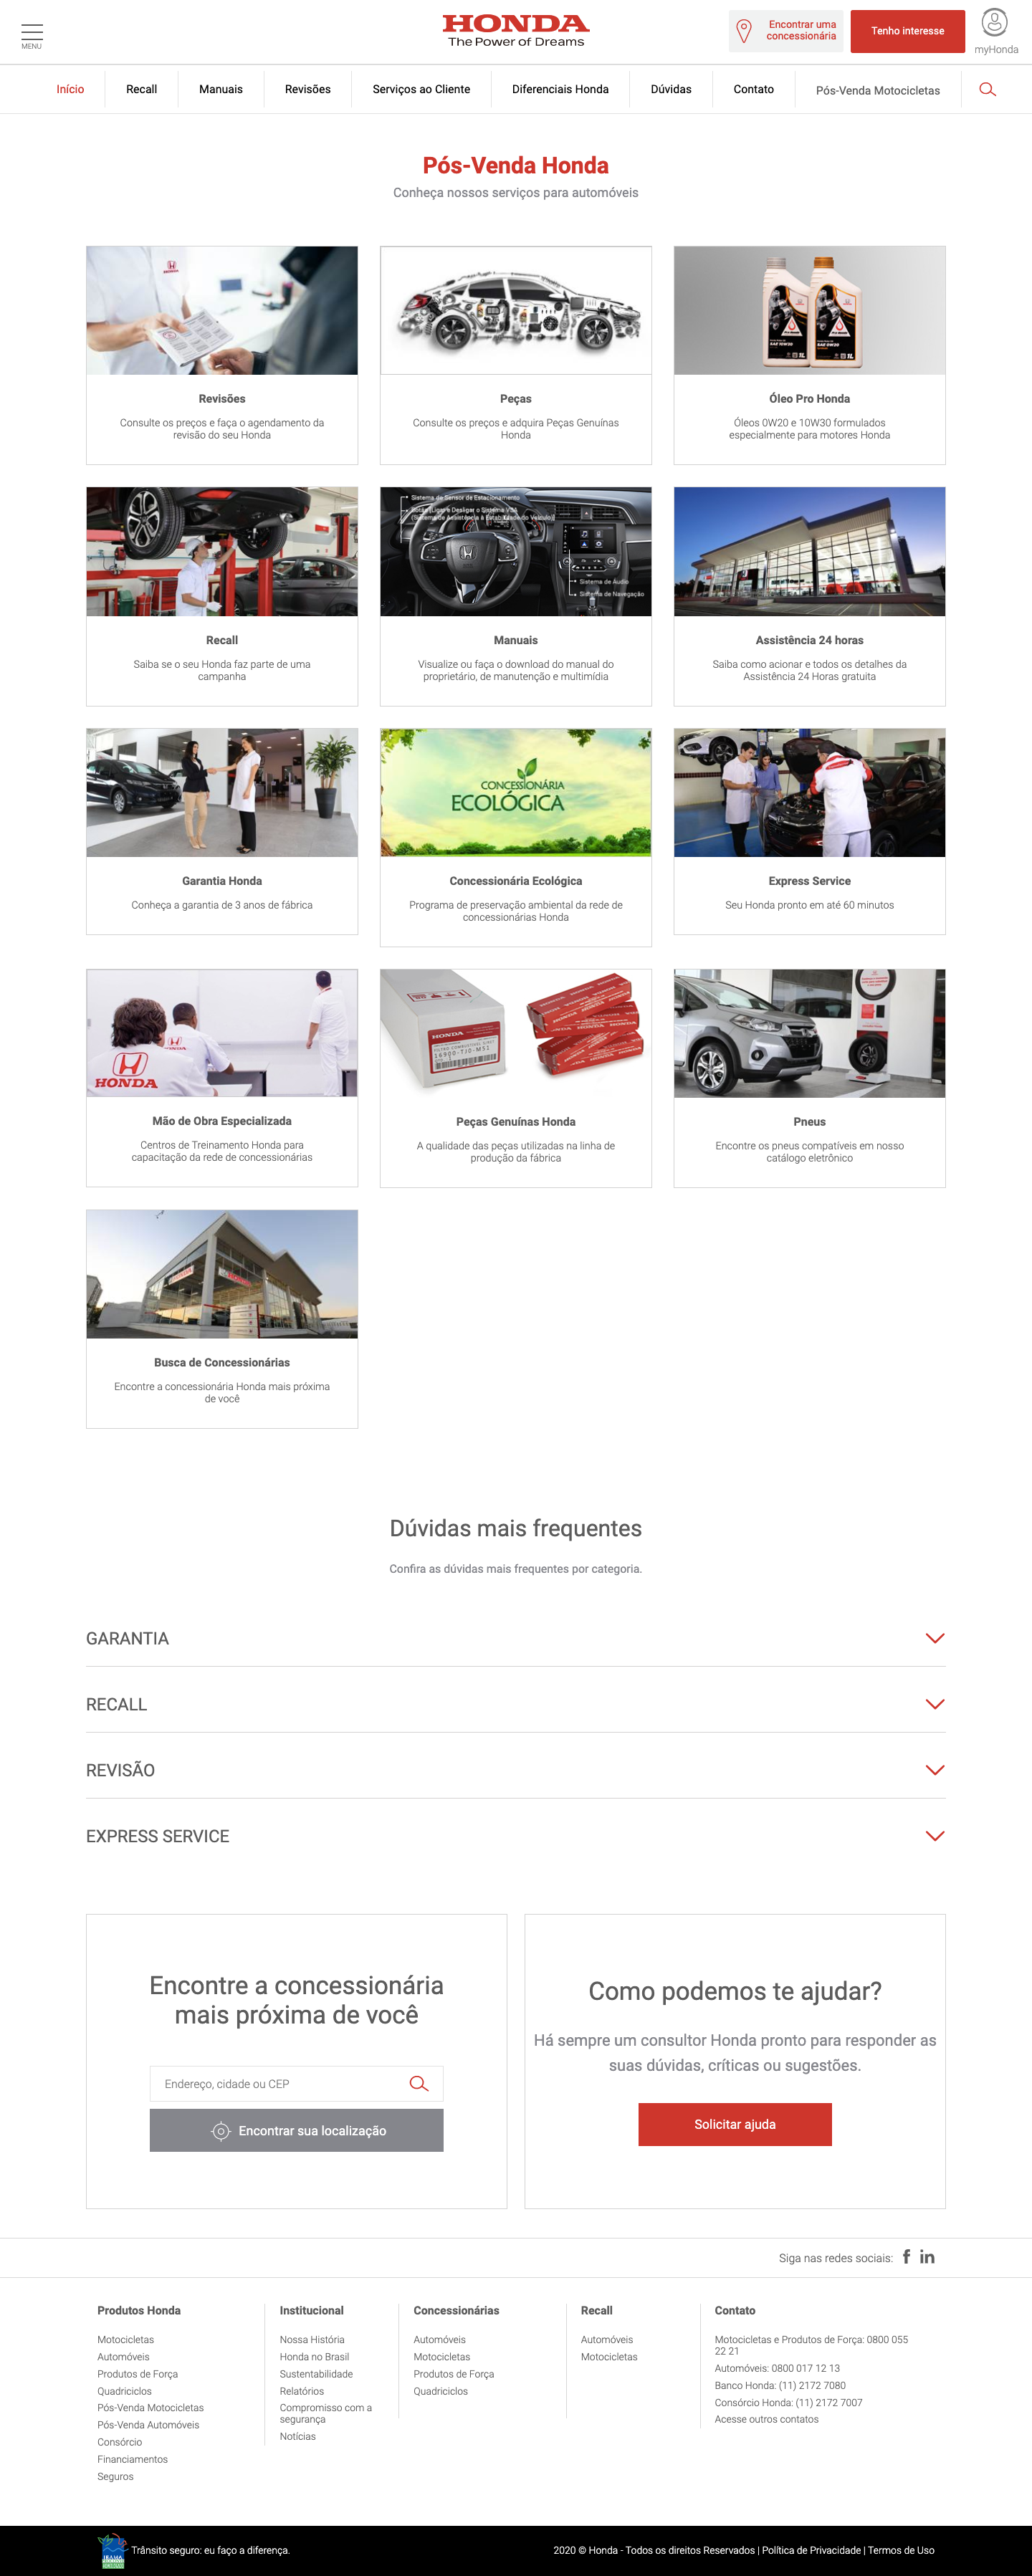 MENU
HONDA
The Power of Dreams
Encontrar uma
concessionária
Tenho interesse
myHonda
Início
Recall
Manuais
Revisões
Serviços ao Cliente
Diferenciais Honda
Dúvidas
Contato
Pós-Venda Motocicletas
Pós-Venda Honda
Conheça nossos serviços para automóveis
Revisões
Consulte os preços e faça o agendamento da
revisão do seu Honda
Peças
Consulte os preços e adquira Peças Genuínas
Honda
Óleo Pro Honda
Óleos 0W20 e 10W30 formulados
especialmente para motores Honda
Recall
Saiba se o seu Honda faz parte de uma
campanha
Sistema de Sensor de Estacionamento
Sistema de Áudio
Sistema de Navegação
Manuais
Visualize ou faça o download do manual do
proprietário, de manutenção e multimídia
Assistência 24 horas
Saiba como acionar e todos os detalhes da
Assistência 24 Horas gratuita
Garantia Honda
Conheça a garantia de 3 anos de fábrica
CONCESSIONÁRIA
ECOLÓGICA
Concessionária Ecológica
Programa de preservação ambiental da rede de
concessionárias Honda
Express Service
Seu Honda pronto em até 60 minutos
HONDA
Mão de Obra Especializada
Centros de Treinamento Honda para
capacitação da rede de concessionárias
HONDA
Peças Genuínas Honda
A qualidade das peças utilizadas na linha de
produção da fábrica
Pneus
Encontre os pneus compatíveis em nosso
catálogo eletrônico
Busca de Concessionárias
Encontre a concessionária Honda mais próxima
de você
Dúvidas mais frequentes
Confira as dúvidas mais frequentes por categoria.
GARANTIA
RECALL
REVISÃO
EXPRESS SERVICE
Encontre a concessionária
mais próxima de você
Endereço, cidade ou CEP
Encontrar sua localização
Como podemos te ajudar?
Há sempre um consultor Honda pronto para responder as
suas dúvidas, críticas ou sugestões.
Solicitar ajuda
Siga nas redes sociais:
Produtos Honda
Motocicletas
Automóveis
Produtos de Força
Quadriciclos
Pós-Venda Motocicletas
Pós-Venda Automóveis
Consórcio
Financiamentos
Seguros
Institucional
Nossa História
Honda no Brasil
Sustentabilidade
Relatórios
Compromisso com a
segurança
Notícias
Concessionárias
Automóveis
Motocicletas
Produtos de Força
Quadriciclos
Recall
Automóveis
Motocicletas
Contato
Motocicletas e Produtos de Força: 0800 055
22 21
Automóveis: 0800 017 12 13
Banco Honda: (11) 2172 7080
Consórcio Honda: (11) 2172 7007
Acesse outros contatos
Trânsito seguro: eu faço a diferença.
2020 © Honda - Todos os direitos Reservados | Política de Privacidade | Termos de Uso